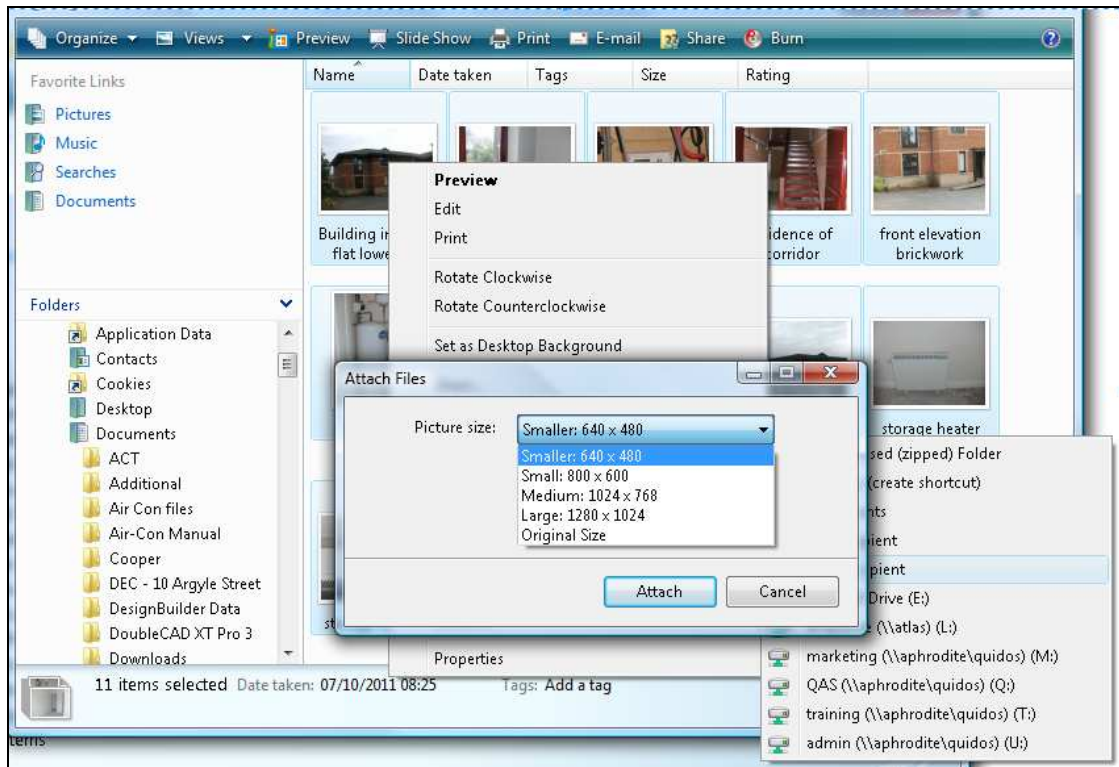 Organize Views Preview Slide Show Print E-mail Share Burn
Favorite Links
Pictures
Music
Searches
Documents
Name Date taken Tags Size Rating
Building in
flat lowe
idence of
corridor
front elevation
brickwork
storage heater
Folders
Application Data
Contacts
Cookies
Desktop
Documents
ACT
Additional
Air Con files
Air-Con Manual
Cooper
DEC - 10 Argyle Street
DesignBuilder Data
DoubleCAD XT Pro 3
Downloads
Preview
Edit
Print
Rotate Clockwise
Rotate Counterclockwise
Set as Desktop Background
Properties
Attach Files
Picture size: Smaller: 640 x 480
Smaller: 640 x 480
Small: 800 x 600
Medium: 1024 x 768
Large: 1280 x 1024
Original Size
Attach Cancel
sed (zipped) Folder
(create shortcut)
nts
ient
pient
Drive (E:)
(\\atlas) (L:)
marketing (\\aphrodite\quidos) (M:)
QAS (\\aphrodite\quidos) (Q:)
training (\\aphrodite\quidos) (T:)
admin (\\aphrodite\quidos) (U:)
st
11 items selected Date taken: 07/10/2011 08:25 Tags: Add a tag